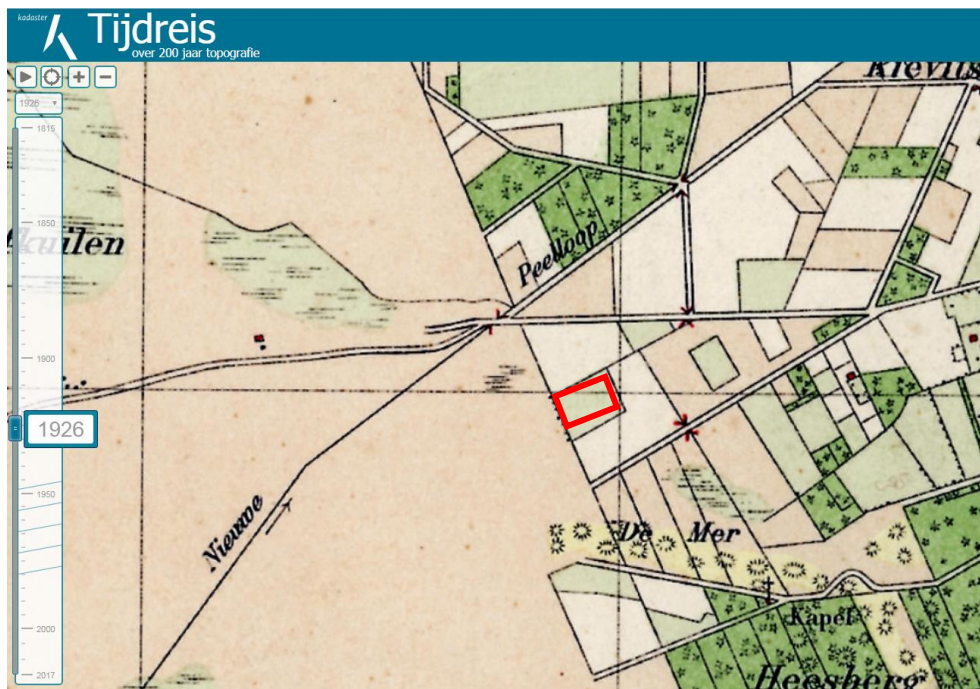 kadaster
Tijdreis
over 200 jaar topografie
1926
1815
1850
1900
1926
1950
2000
2017
kuilen
Peelloop
Nieuwe
De Mer
Kapel
Heesberg